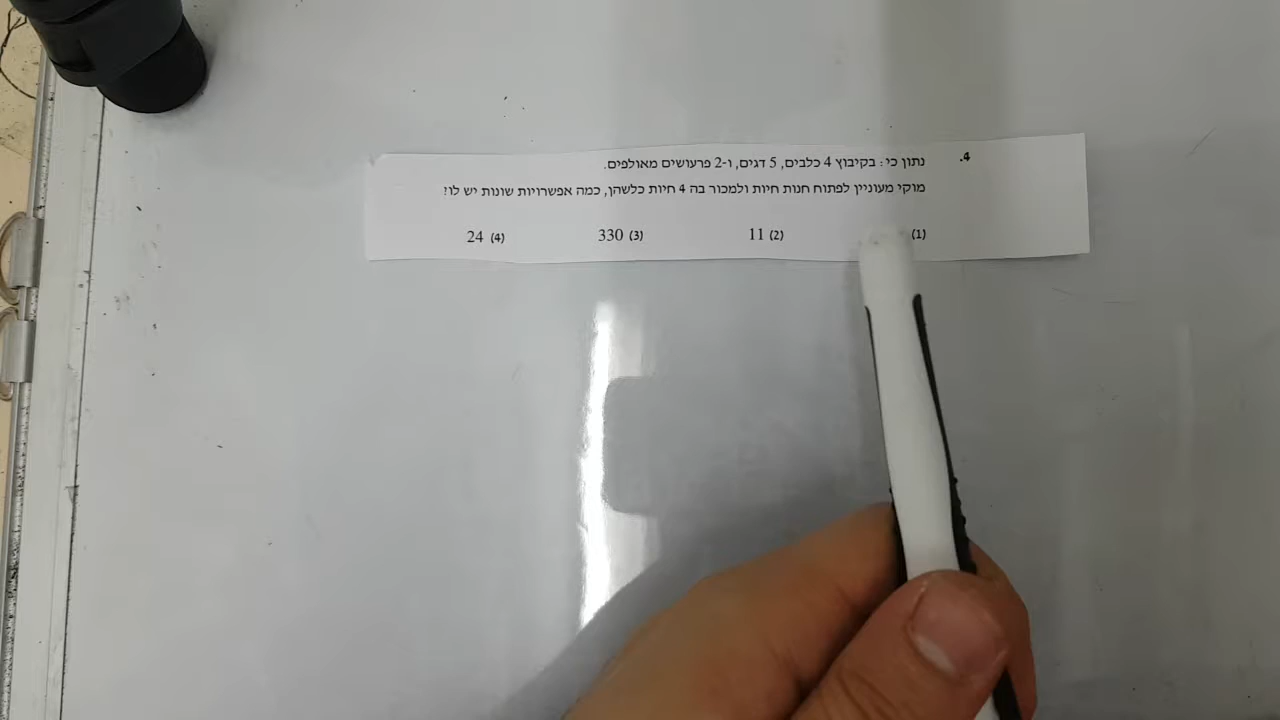 4. נתון כי: בקיבוץ 4 כלבים, 5 דגים, ו-2 פרעושים מאולפים.
מוקי מעוניין לפתוח חנות חיות ולמכור בה 4 חיות כלשהן, כמה אפשרויות שונות יש לו?
(1) (2) 11 (3) 330 (4) 24